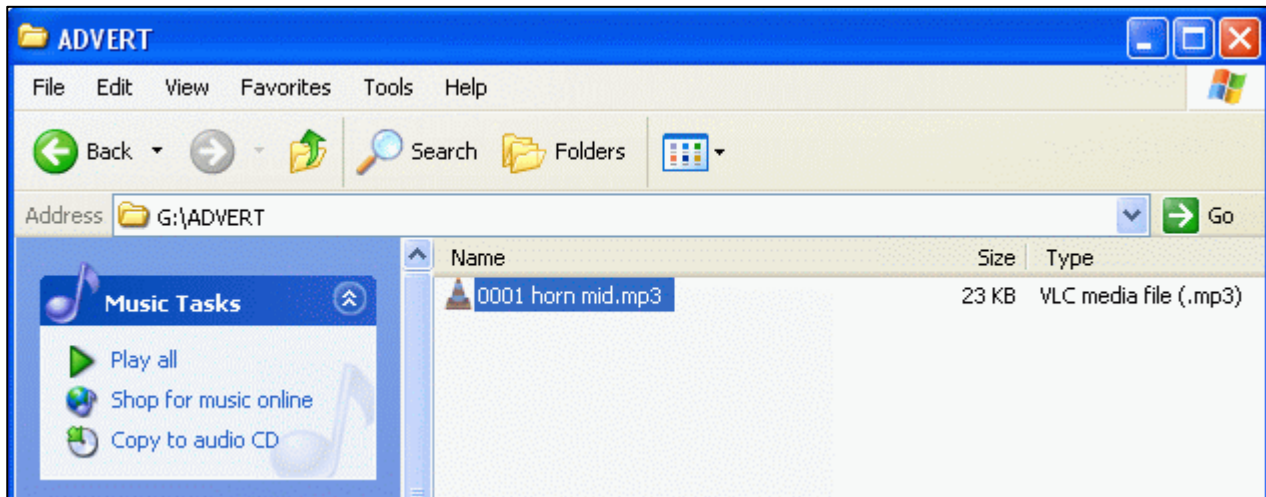 ADVERT
File Edit View Favorites Tools Help
Back Search Folders
Address G:\ADVERT Go
Name Size Type
0001 horn mid.mp3 23 KB VLC media file (.mp3)
Music Tasks
Play all
Shop for music online
Copy to audio CD